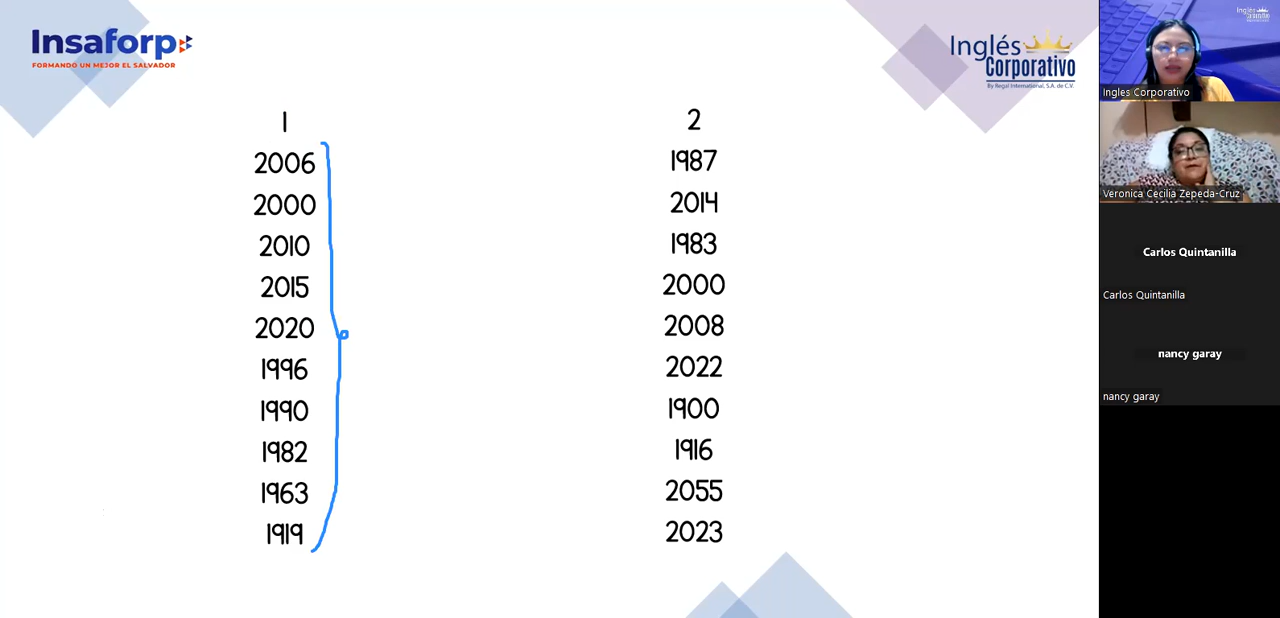 Insaforp
FORMANDO UN MEJOR EL SALVADOR
Inglés
Corporativo
By Regal International, S.A. de C.V.
1
2006
2000
2010
2015
2020
1996
1990
1982
1963
1919
2
1987
2014
1983
2000
2008
2022
1900
1916
2055
2023
Inglés
Corporativo
Ingles Corporativo
Veronica Cecilia Zepeda-Cruz
Carlos Quintanilla
Carlos Quintanilla
nancy garay
nancy garay